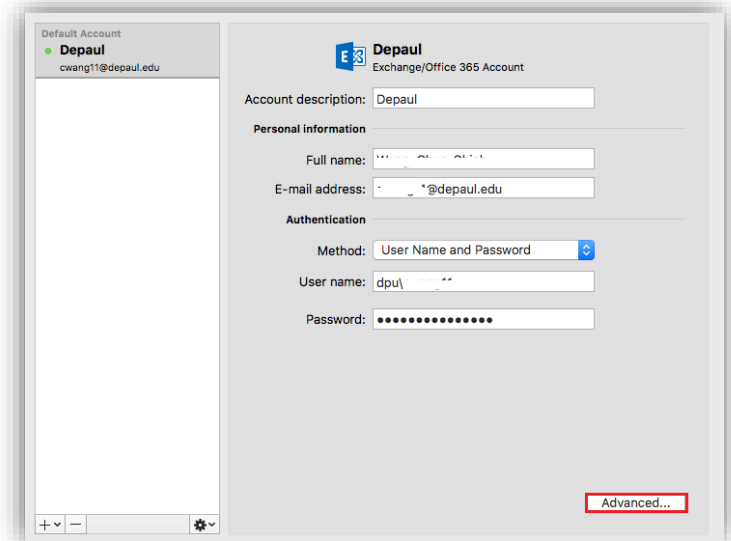 Default Account
Depaul
cwang11@depaul.edu
Depaul
Exchange/Office 365 Account
Account description: Depaul
Personal information
Full name:
E-mail address: @depaul.edu
Authentication
Method: User Name and Password
User name: dpu\
Password: ●●●●●●●●●●●●●●●
Advanced...